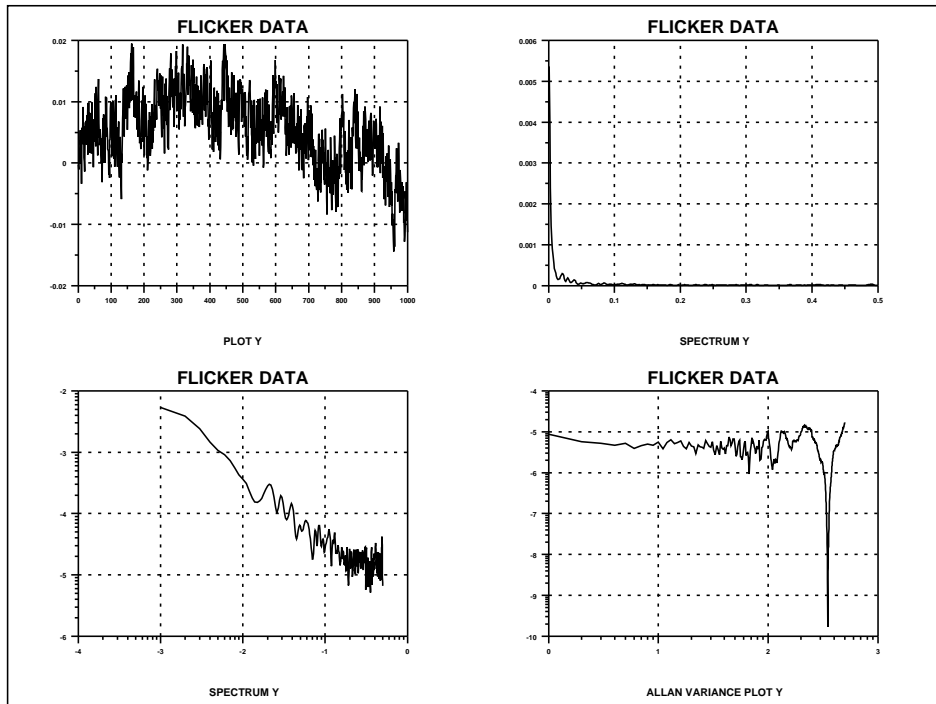 FLICKER DATA
0.02
0.01
0
-0.01
-0.02
0 100 200 300 400 500 600 700 800 900 1000
PLOT Y
FLICKER DATA
0.006
0.005
0.004
0.003
0.002
0.001
0
0 0.1 0.2 0.3 0.4 0.5
SPECTRUM Y
FLICKER DATA
-2
-3
-4
-5
-6
-4 -3 -2 -1 0
SPECTRUM Y
FLICKER DATA
-4
-5
-6
-7
-8
-9
-10
0 1 2 3
ALLAN VARIANCE PLOT Y